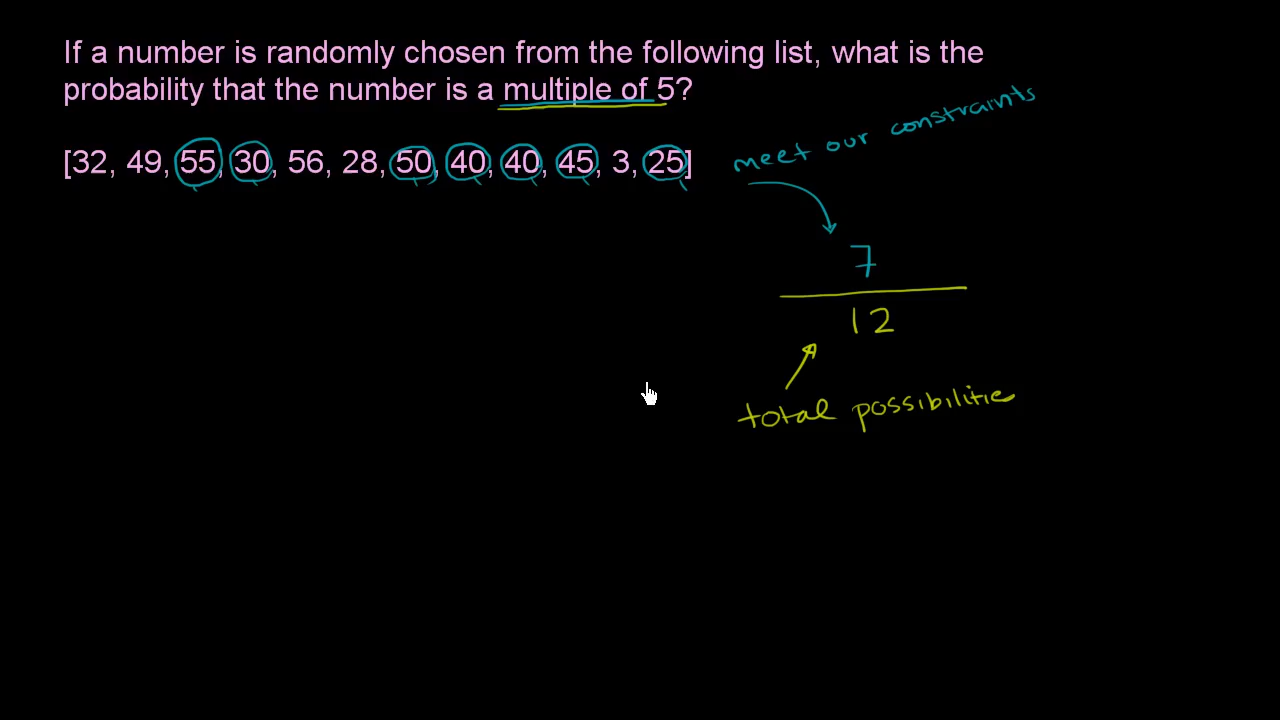 If a number is randomly chosen from the following list, what is the
probability that the number is a multiple of 5?
[32, 49, 55, 30, 56, 28, 50, 40, 40, 45, 3, 25]
meet our constraints
7
12
total possibilitie